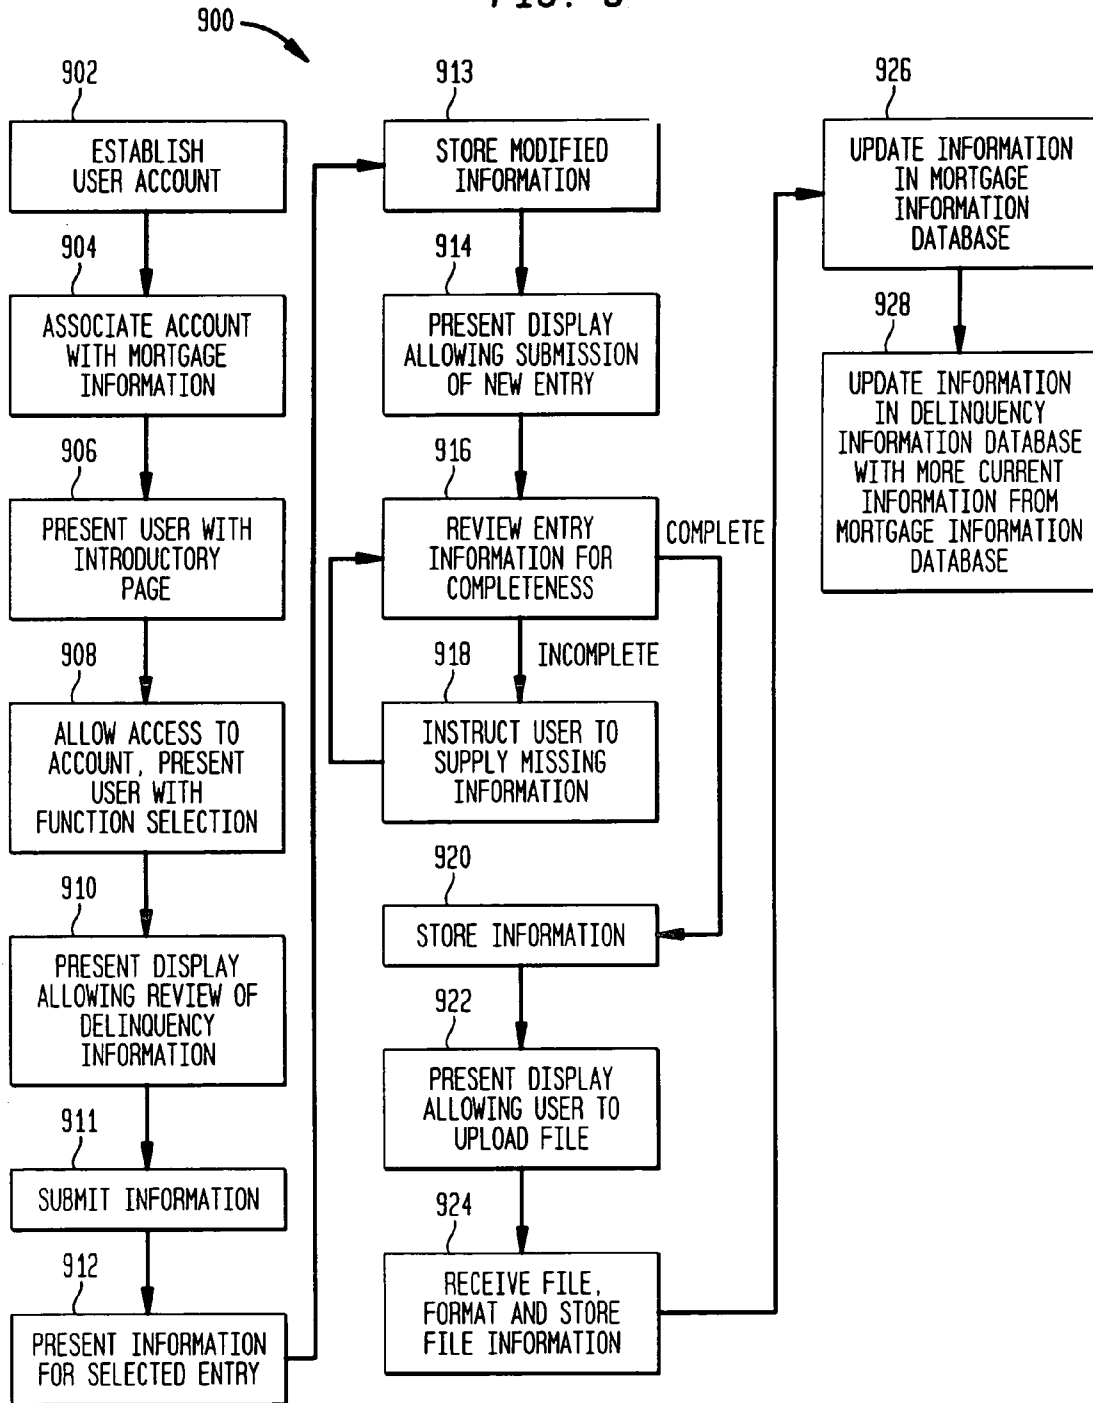 900
902
ESTABLISH
USER ACCOUNT
904
ASSOCIATE ACCOUNT
WITH MORTGAGE
INFORMATION
906
PRESENT USER WITH
INTRODUCTORY
PAGE
908
ALLOW ACCESS TO
ACCOUNT, PRESENT
USER WITH
FUNCTION SELECTION
910
PRESENT DISPLAY
ALLOWING REVIEW OF
DELINQUENCY
INFORMATION
911
SUBMIT INFORMATION
912
PRESENT INFORMATION
FOR SELECTED ENTRY
913
STORE MODIFIED
INFORMATION
914
PRESENT DISPLAY
ALLOWING SUBMISSION
OF NEW ENTRY
916
REVIEW ENTRY
INFORMATION FOR
COMPLETENESS
COMPLETE
INCOMPLETE
918
INSTRUCT USER TO
SUPPLY MISSING
INFORMATION
920
STORE INFORMATION
922
PRESENT DISPLAY
ALLOWING USER TO
UPLOAD FILE
924
RECEIVE FILE,
FORMAT AND STORE
FILE INFORMATION
926
UPDATE INFORMATION
IN MORTGAGE
INFORMATION
DATABASE
928
UPDATE INFORMATION
IN DELINQUENCY
INFORMATION DATABASE
WITH MORE CURRENT
INFORMATION FROM
MORTGAGE INFORMATION
DATABASE